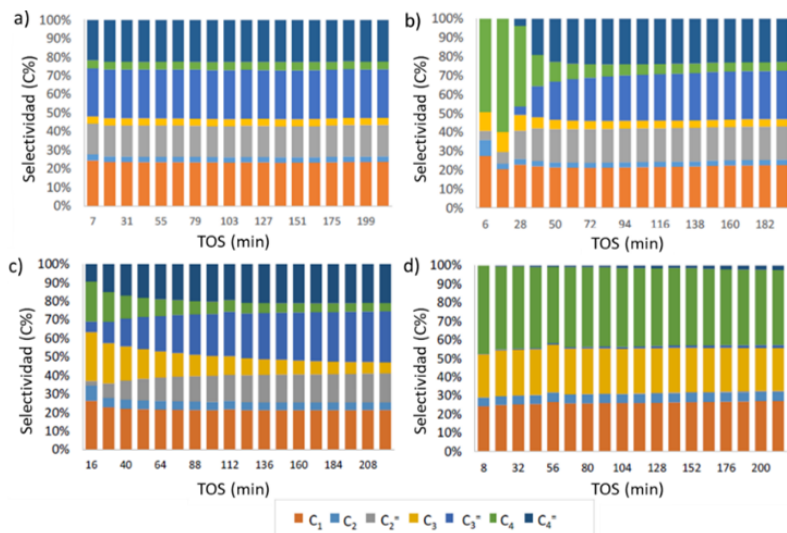 a)
100%
90%
80%
70%
60%
50%
40%
30%
20%
10%
0%
Selectividad (C%)
7 31 55 79 103 127 151 175 199
TOS (min)
b)
100%
90%
80%
70%
60%
50%
40%
30%
20%
10%
0%
Selectividad (C%)
6 28 50 72 94 116 138 160 182
TOS (min)
c)
100%
90%
80%
70%
60%
50%
40%
30%
20%
10%
0%
Selectividad (C%)
16 40 64 88 112 136 160 184 208
TOS (min)
d)
100%
90%
80%
70%
60%
50%
40%
30%
20%
10%
0%
Selectividad (C%)
8 32 56 80 104 128 152 176 200
TOS (min)
C₁ C₂ C₂⁼ C₃ C₃⁼ C₄ C₄⁼